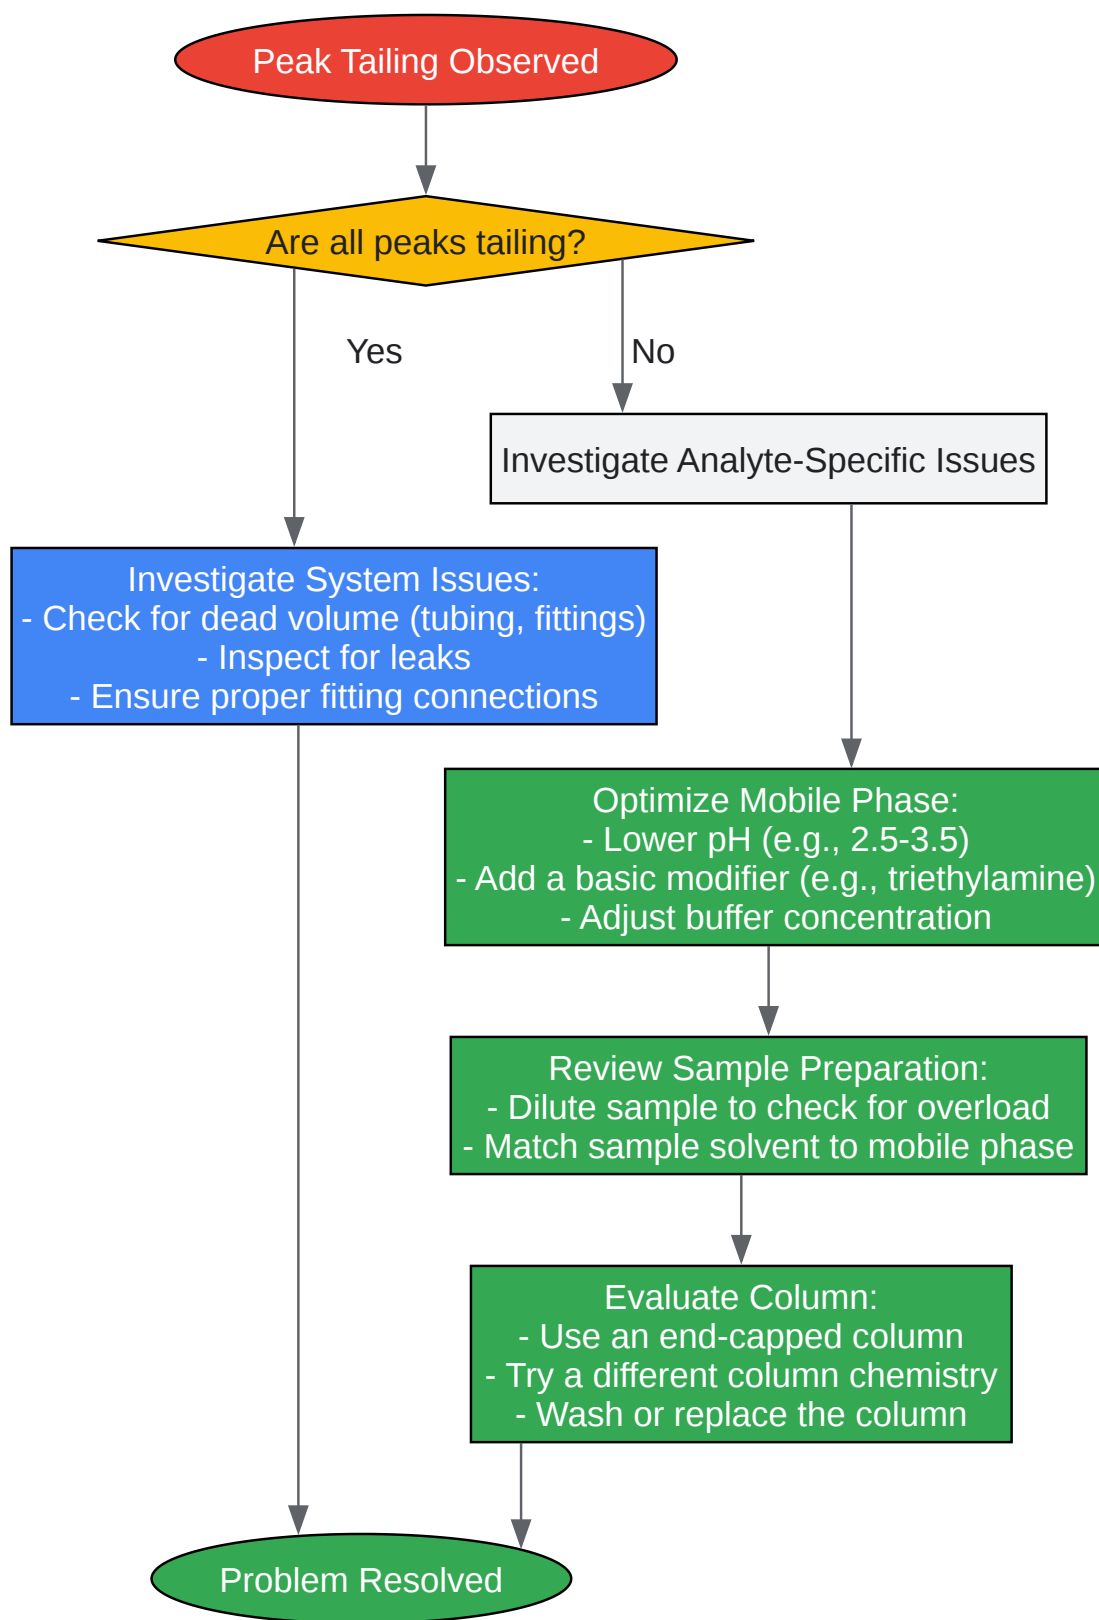 Peak Tailing Observed
Are all peaks tailing?
Yes
No
Investigate Analyte-Specific Issues
Investigate System Issues:
- Check for dead volume (tubing, fittings)
- Inspect for leaks
- Ensure proper fitting connections
Optimize Mobile Phase:
- Lower pH (e.g., 2.5-3.5)
- Add a basic modifier (e.g., triethylamine)
- Adjust buffer concentration
Review Sample Preparation:
- Dilute sample to check for overload
- Match sample solvent to mobile phase
Evaluate Column:
- Use an end-capped column
- Try a different column chemistry
- Wash or replace the column
Problem Resolved